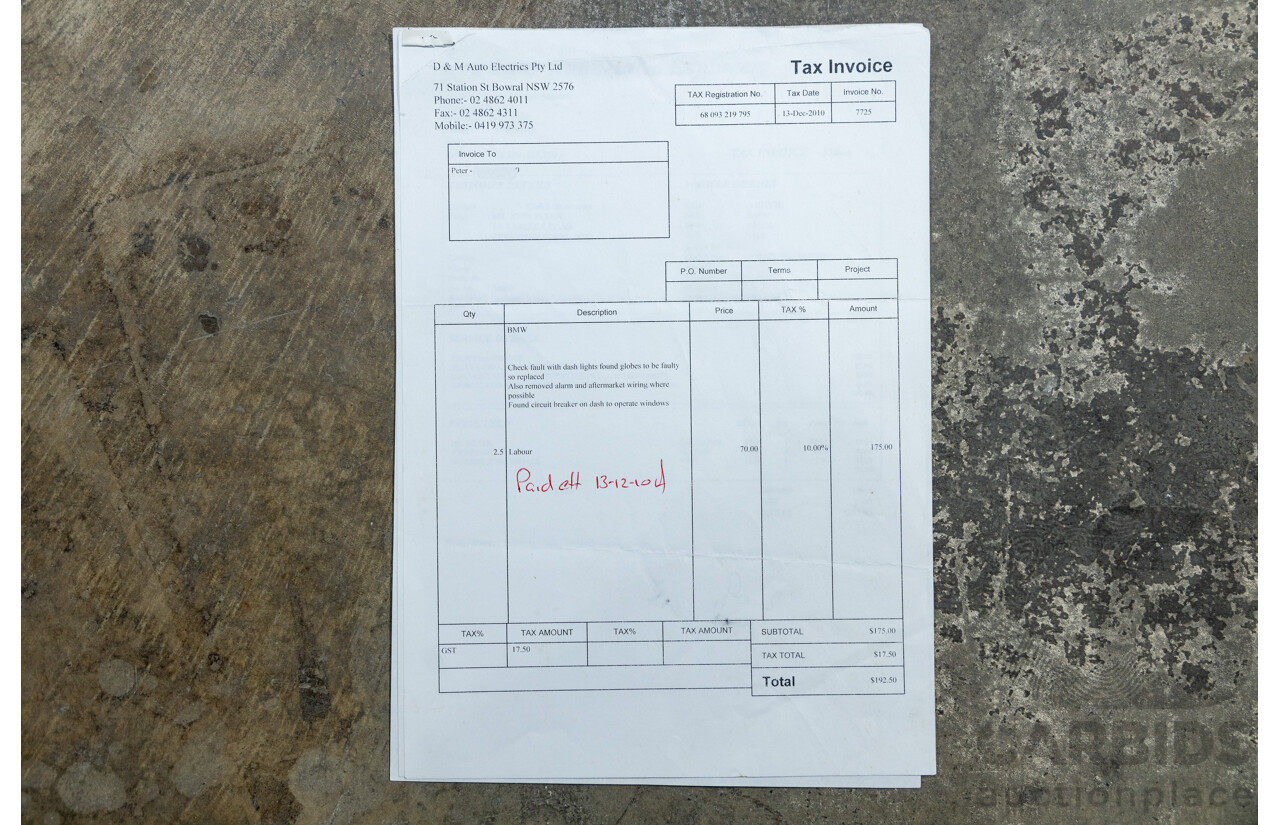 D & M Auto Electrics Pty Ltd
Tax Invoice
71 Station St Bowral NSW 2576
Phone:- 02 4862 4011
Fax:- 02 4862 4311
Mobile:- 0419 973 375
TAX Registration No. Tax Date Invoice No.
68 093 219 795 13-Dec-2010 7725
Invoice To
Peter -
P.O. Number Terms Project
Qty Description Price TAX % Amount
BMW
Check fault with dash lights found globes to be faulty
so replaced
Also removed alarm and aftermarket wiring where
possible
Found circuit breaker on dash to operate windows
2.5 Labour 70.00 10.00% 175.00
Paid 13-12-10
TAX% TAX AMOUNT TAX% TAX AMOUNT SUBTOTAL $175.00
GST 17.50
TAX TOTAL $17.50
Total $192.50
CARBIDS
auctionplace